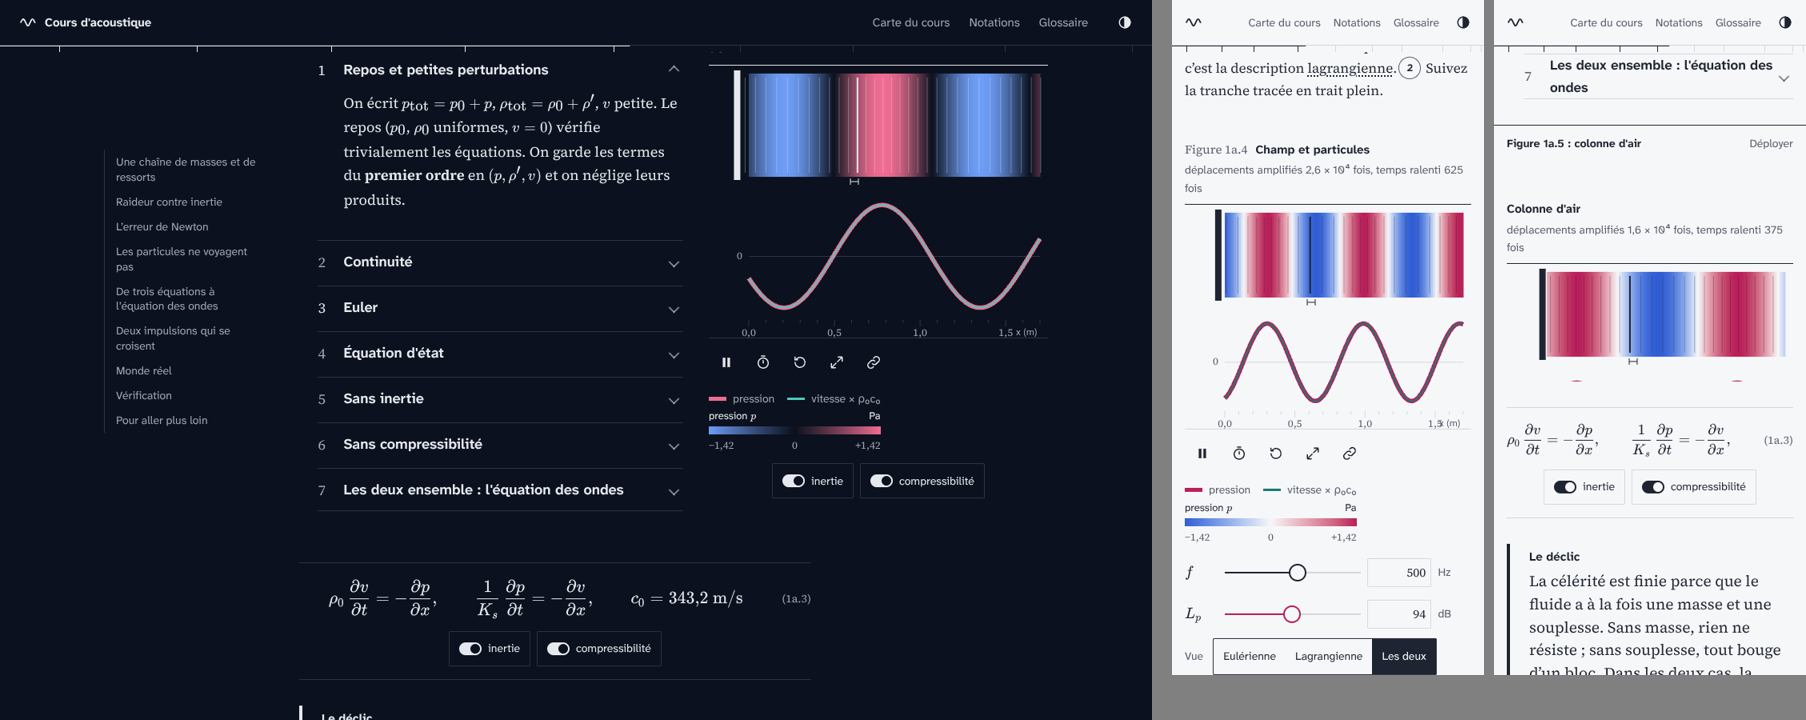 Cours d'acoustique
Carte du cours Notations Glossaire
Une chaîne de masses et de
ressorts
Raideur contre inertie
L'erreur de Newton
Les particules ne voyagent
pas
De trois équations à
l'équation des ondes
Deux impulsions qui se
croisent
Monde réel
Vérification
Pour aller plus loin
1 Repos et petites perturbations
On écrit p_tot = p0 + p, ρ_tot = ρ0 + ρ′, v petite. Le
repos (p0, ρ0 uniformes, v = 0) vérifie
trivialement les équations. On garde les termes
du premier ordre en (p, ρ′, v) et on néglige leurs
produits.
2 Continuité
3 Euler
4 Équation d'état
5 Sans inertie
6 Sans compressibilité
7 Les deux ensemble : l'équation des ondes
0
0,0 0,5 1,0 1,5 x (m)
pression vitesse × ρ₀c₀
pression p Pa
−1,42 0 +1,42
inertie compressibilité
ρ₀ ∂v/∂t = −∂p/∂x, 1/K_s ∂p/∂t = −∂v/∂x, c₀ = 343,2 m/s (1a.3)
inertie compressibilité
Le déclic
Carte du cours Notations Glossaire
c'est la description lagrangienne. 2 Suivez
la tranche tracée en trait plein.
Figure 1a.4 Champ et particules
déplacements amplifiés 2,6 × 10⁴ fois, temps ralenti 625
fois
0
0,0 0,5 1,0 1,5 x (m)
pression vitesse × ρ₀c₀
pression p Pa
−1,42 0 +1,42
f 500 Hz
L_p 94 dB
Vue Eulérienne Lagrangienne Les deux
Carte du cours Notations Glossaire
7 Les deux ensemble : l'équation des
ondes
Figure 1a.5 : colonne d'air Déployer
Colonne d'air
déplacements amplifiés 1,6 × 10⁴ fois, temps ralenti 375
fois
ρ₀ ∂v/∂t = −∂p/∂x, 1/K_s ∂p/∂t = −∂v/∂x, (1a.3)
inertie compressibilité
Le déclic
La célérité est finie parce que le
fluide a à la fois une masse et une
souplesse. Sans masse, rien ne
résiste ; sans souplesse, tout bouge
d'un bloc. Dans les deux cas, la